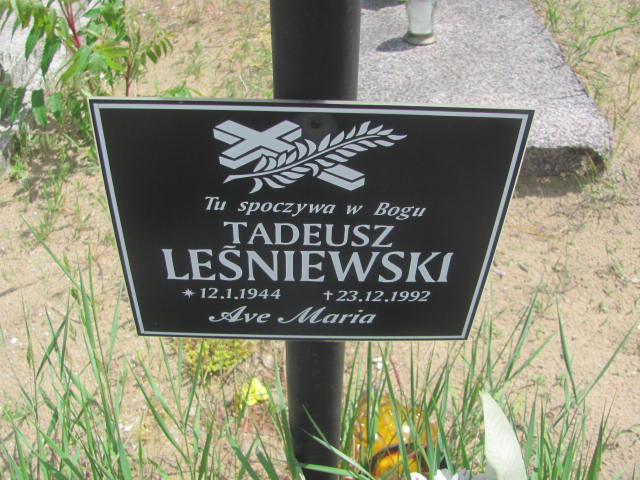 Tu spoczywa w Bogu
TADEUSZ
LEŚNIEWSKI
* 12.1.1944 † 23.12.1992
Ave Maria